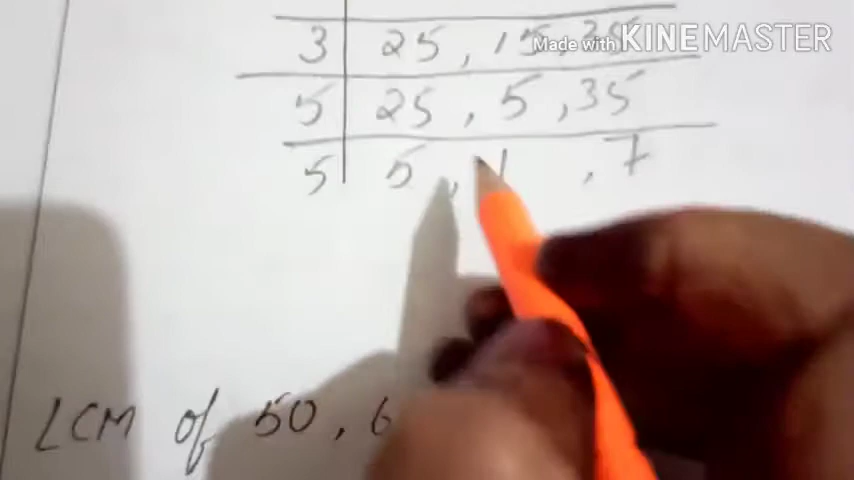 3 25, 15, 35
Made with KINEMASTER
5 25, 5, 35
5 5, 1, 7
LCM of 50, 6